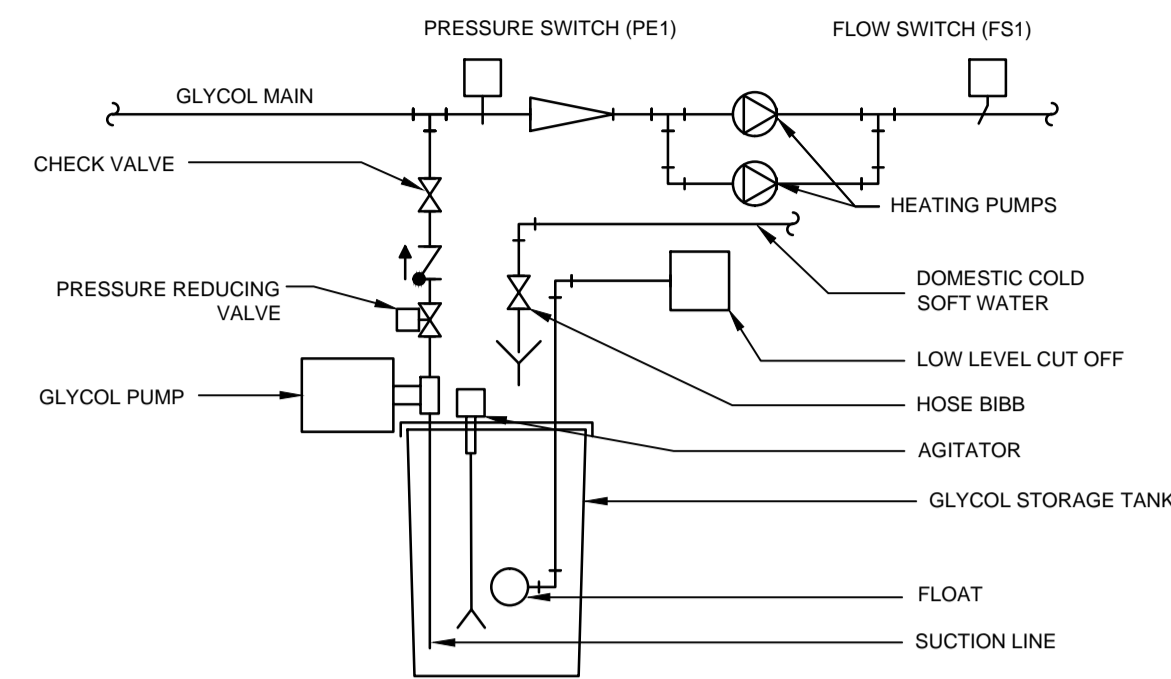 PRESSURE SWITCH (PE1)
FLOW SWITCH (FS1)
GLYCOL MAIN
CHECK VALVE
HEATING PUMPS
PRESSURE REDUCING
VALVE
DOMESTIC COLD
SOFT WATER
LOW LEVEL CUT OFF
GLYCOL PUMP
HOSE BIBB
AGITATOR
GLYCOL STORAGE TANK
FLOAT
SUCTION LINE